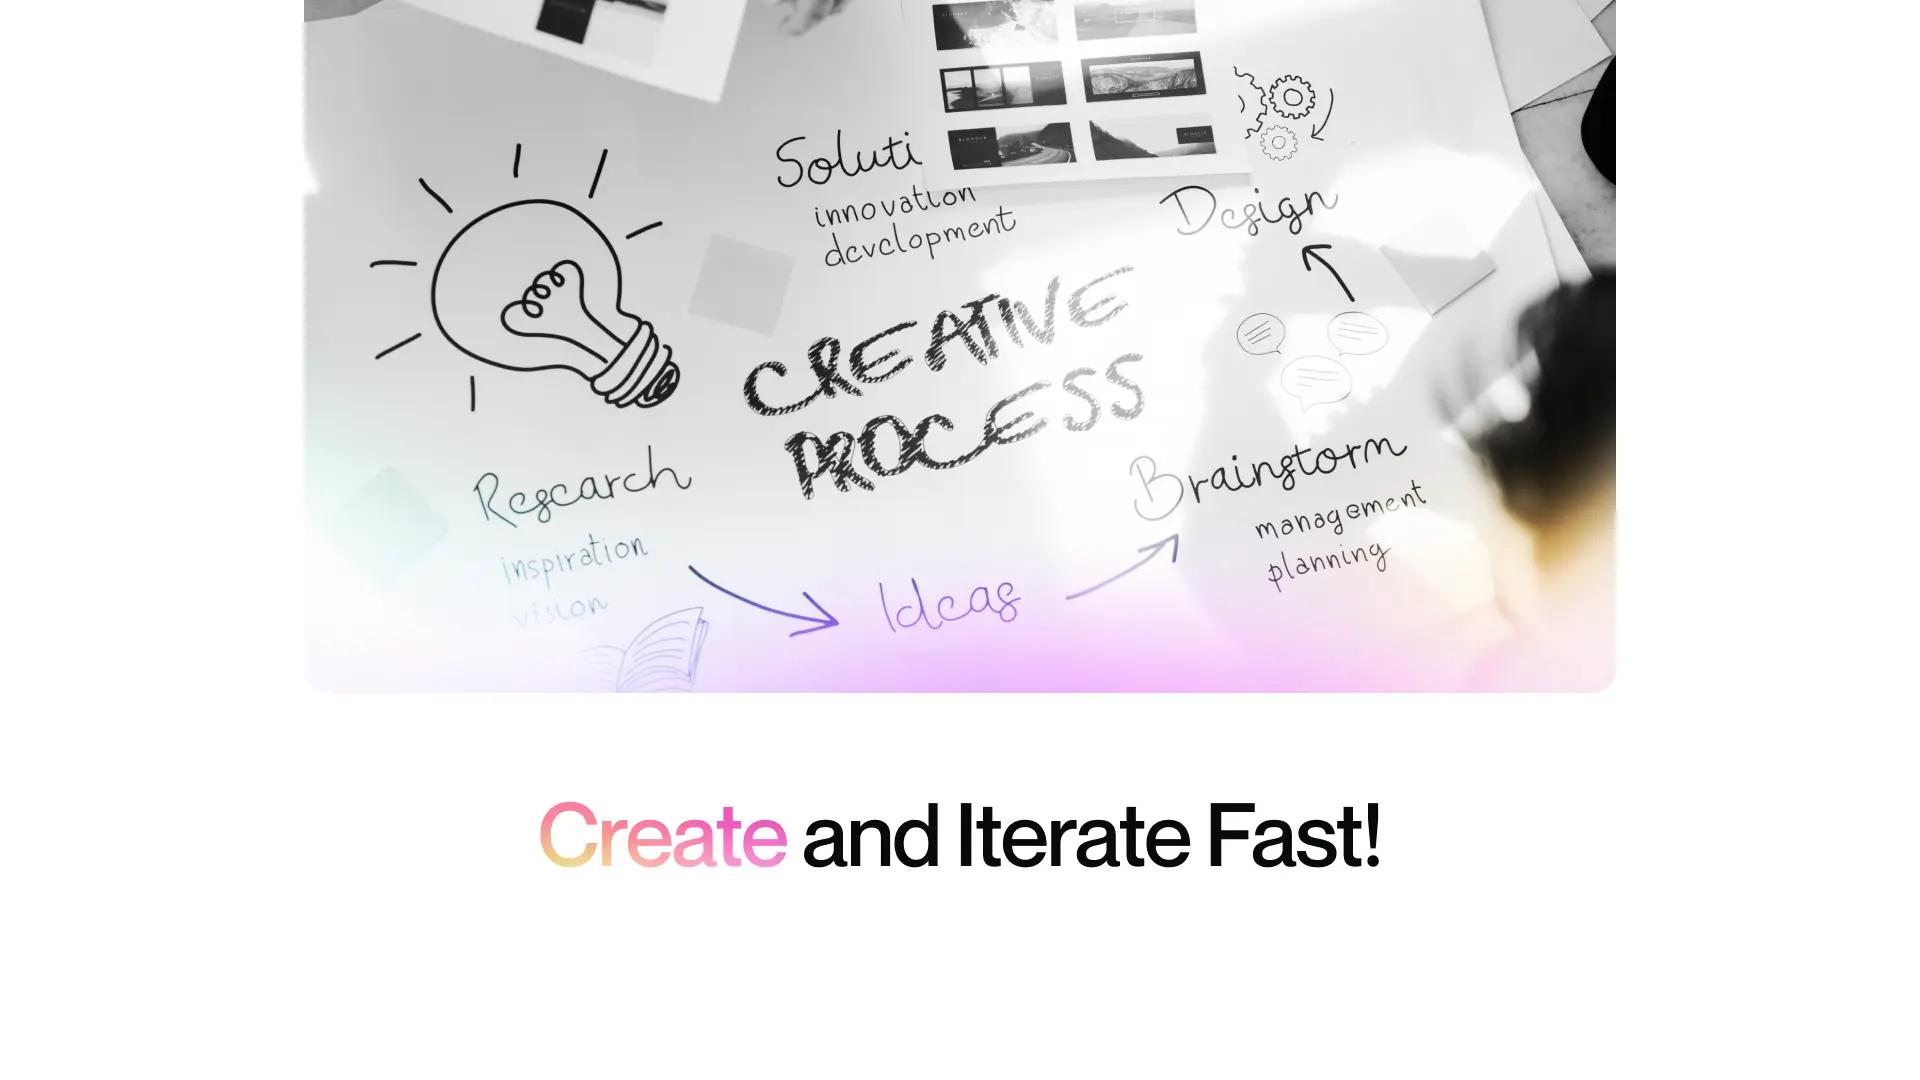 Soluti
innovation
development
Design
CREATIVE
PROCESS
Research
inspiration
vision
Ideas
Brainstorm
management
planning
Create and Iterate Fast!